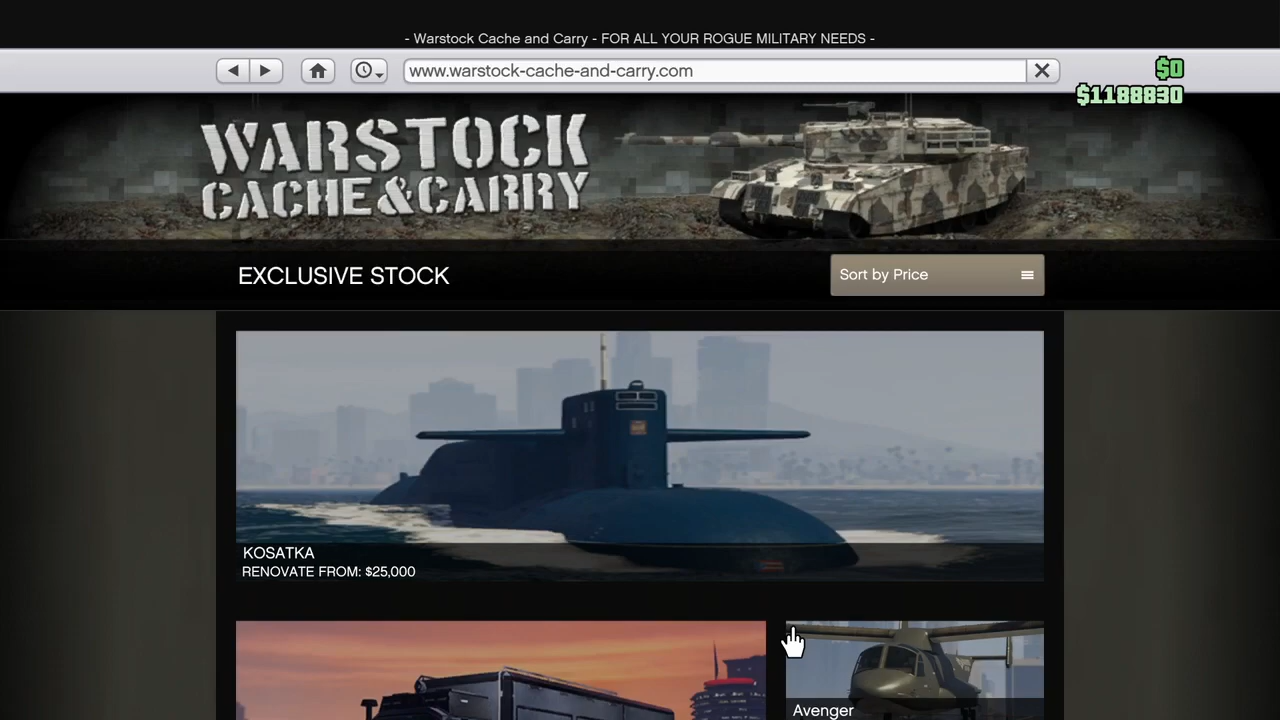 - Warstock Cache and Carry - FOR ALL YOUR ROGUE MILITARY NEEDS -
www.warstock-cache-and-carry.com
$0
$1188830
WARSTOCK
CACHE&CARRY
EXCLUSIVE STOCK
Sort by Price
KOSATKA
RENOVATE FROM: $25,000
Avenger